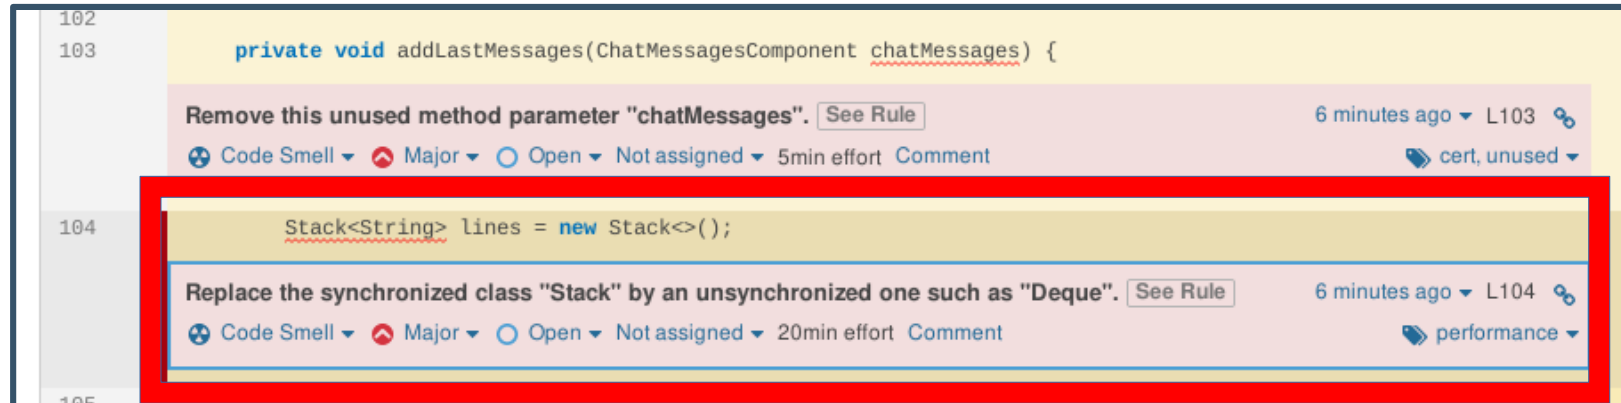 102
103 private void addLastMessages(ChatMessagesComponent chatMessages) {
Remove this unused method parameter "chatMessages". See Rule 6 minutes ago L103
Code Smell Major Open Not assigned 5min effort Comment cert, unused
104 Stack<String> lines = new Stack<>();
Replace the synchronized class "Stack" by an unsynchronized one such as "Deque". See Rule 6 minutes ago L104
Code Smell Major Open Not assigned 20min effort Comment performance
105